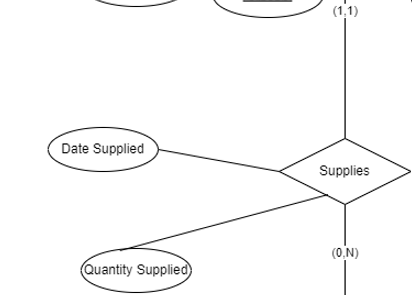 (1,1)
Date Supplied
Supplies
(0,N)
Quantity Supplied